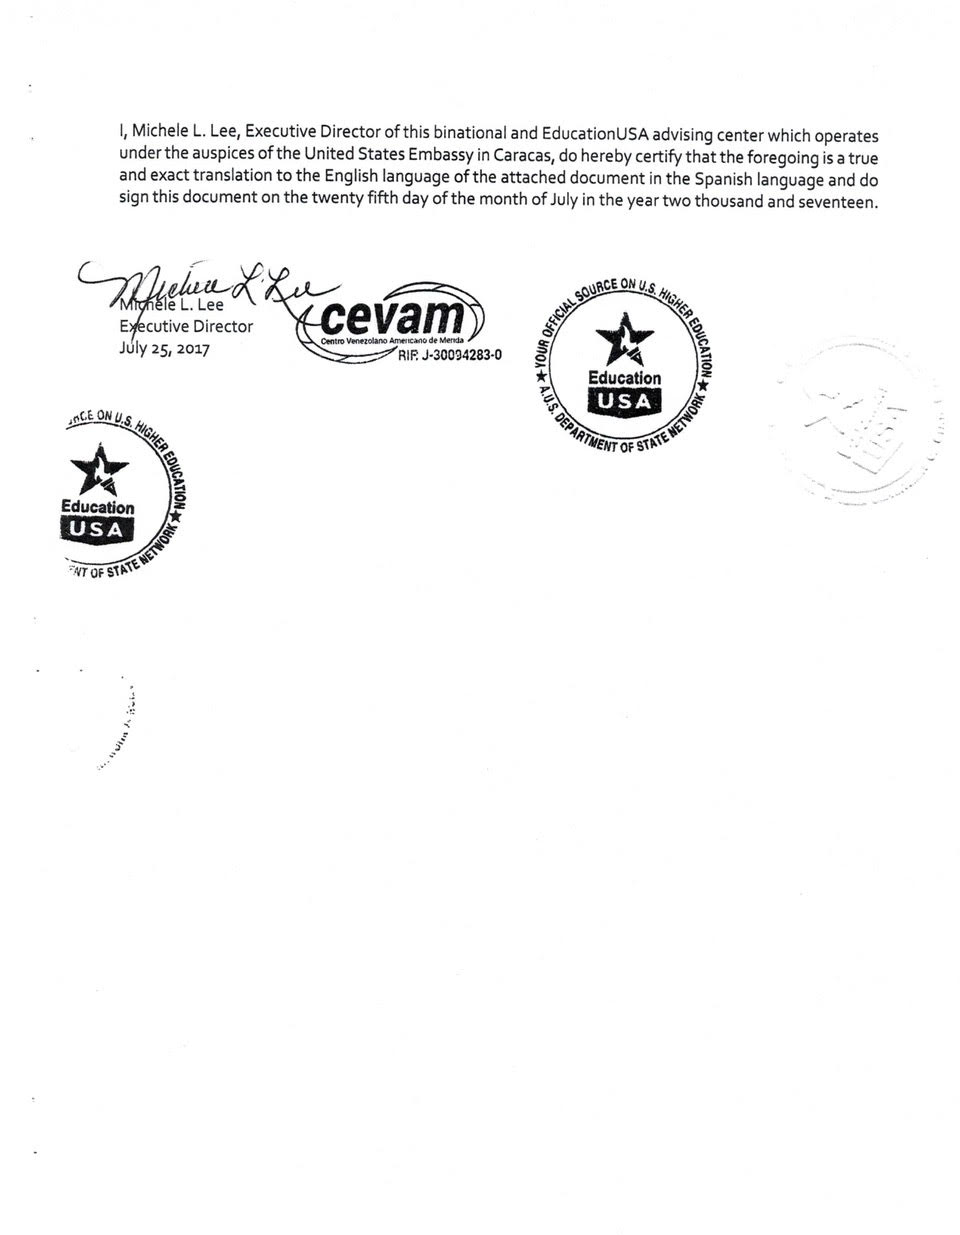 I, Michele L. Lee, Executive Director of this binational and EducationUSA advising center which operates
under the auspices of the United States Embassy in Caracas, do hereby certify that the foregoing is a true
and exact translation to the English language of the attached document in the Spanish language and do
sign this document on the twenty fifth day of the month of July in the year two thousand and seventeen.
Michele L. Lee
Michele L. Lee
Executive Director
July 25, 2017
cevam
Centro Venezolano Americano de Merida
RIF: J-30094283-0
YOUR OFFICIAL SOURCE ON U.S. HIGHER EDUCATION
Education
USA
A U.S. DEPARTMENT OF STATE NETWORK
ON U.S. HIGHER EDUCATION
Education
USA
OF STATE NETWORK